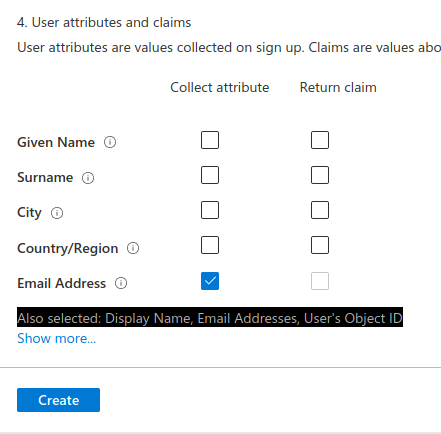 4. User attributes and claims
User attributes are values collected on sign up. Claims are values abo
Collect attribute Return claim
Given Name
Surname
City
Country/Region
Email Address
Also selected: Display Name, Email Addresses, User's Object ID
Show more...
Create